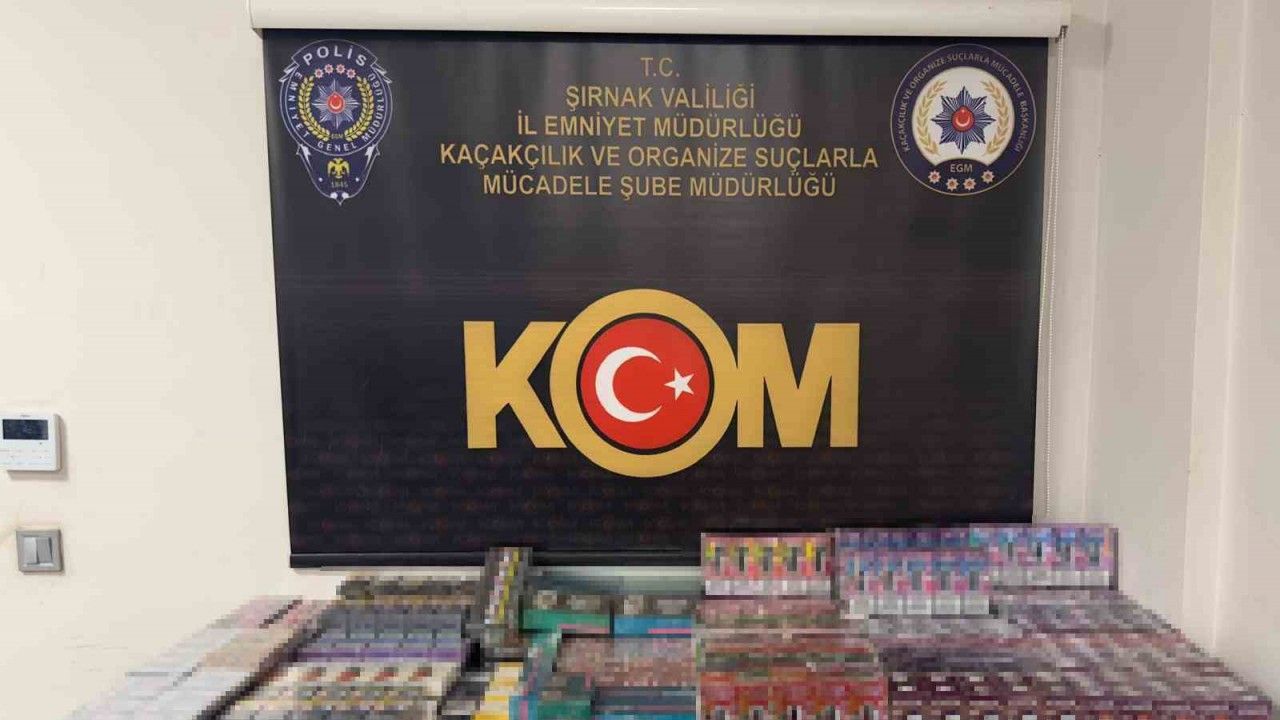 POLİS
EMNİYET GENEL MÜDÜRLÜĞÜ
EGM
1845
T.C.
ŞIRNAK VALİLİĞİ
İL EMNİYET MÜDÜRLÜĞÜ
KAÇAKÇILIK VE ORGANİZE SUÇLARLA
MÜCADELE ŞUBE MÜDÜRLÜĞÜ
KAÇAKÇILIK VE ORGANİZE SUÇLARLA MÜCADELE BAŞKANLIĞI
EGM
KOM